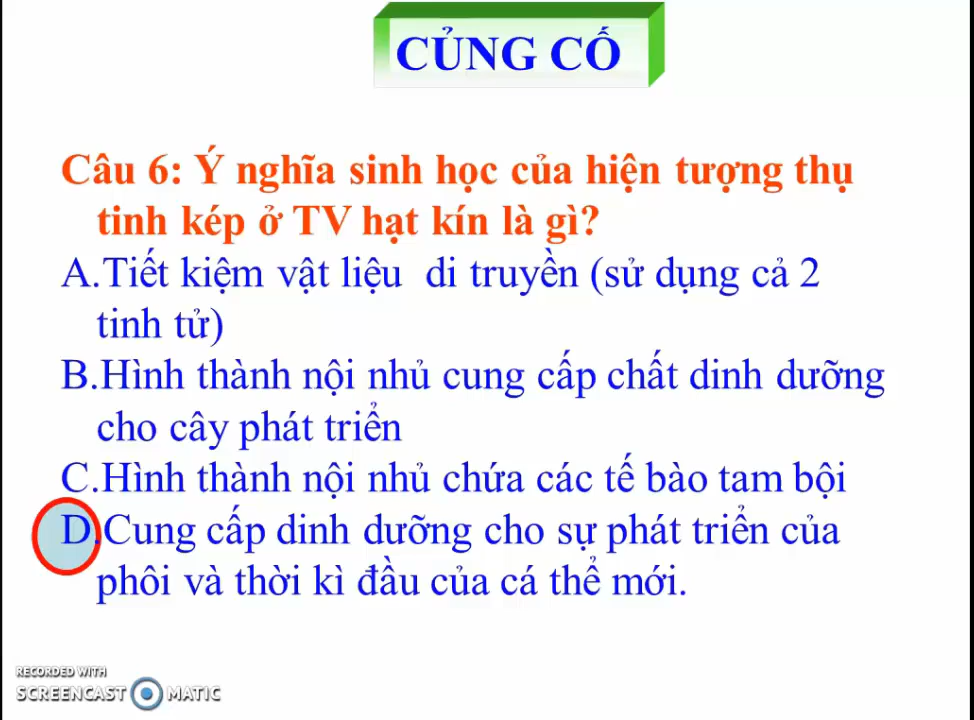 CỦNG CỐ
Câu 6: Ý nghĩa sinh học của hiện tượng thụ
tinh kép ở TV hạt kín là gì?
A.Tiết kiệm vật liệu di truyền (sử dụng cả 2
tinh tử)
B.Hình thành nội nhủ cung cấp chất dinh dưỡng
cho cây phát triển
C.Hình thành nội nhủ chứa các tế bào tam bội
D.Cung cấp dinh dưỡng cho sự phát triển của
phôi và thời kì đầu của cá thể mới.
RECORDED WITH
SCREENCAST MATIC